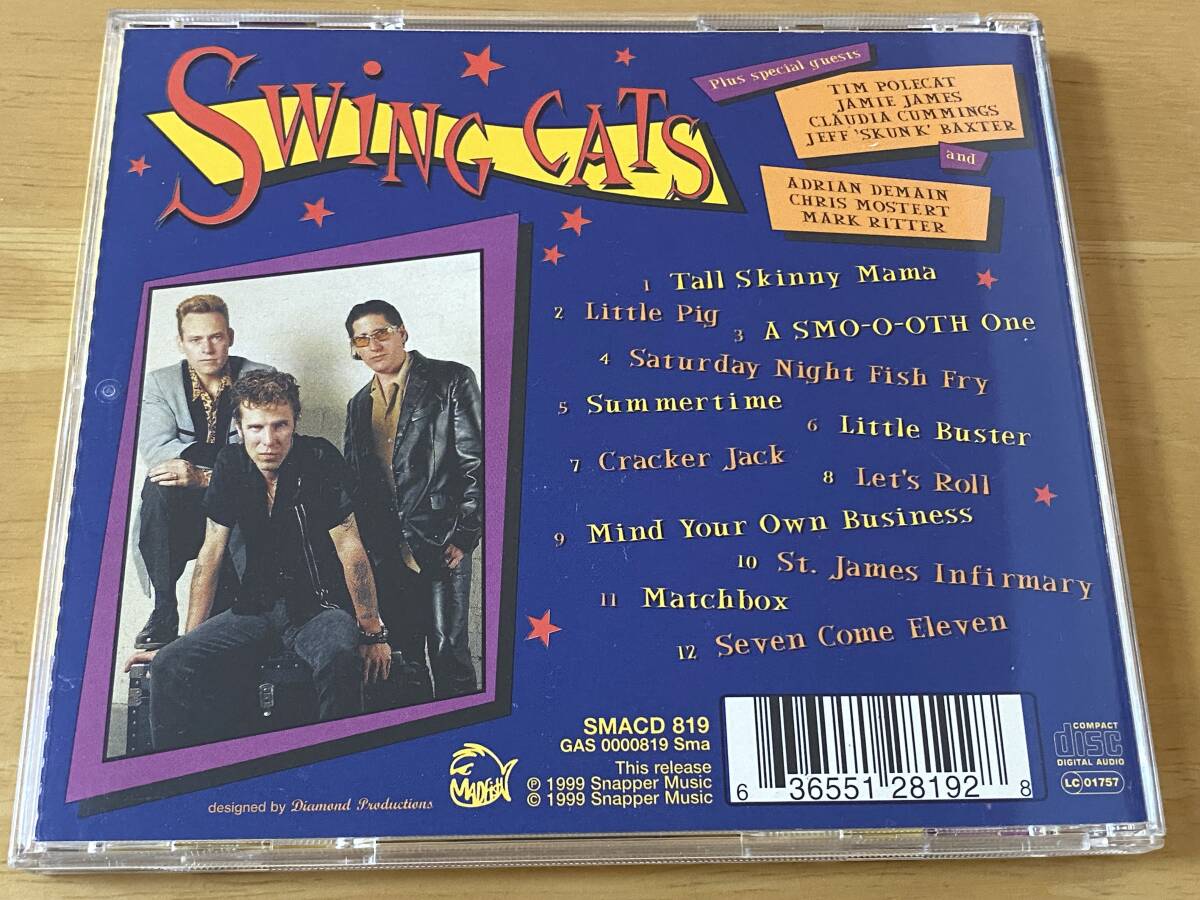 SWiNG CATS
Plus special guests
TIM POLECAT
JAMIE JAMES
CLAUDIA CUMMINGS
JEFF 'SKUNK' BAXTER
and
ADRIAN DEMAIN
CHRIS MOSTERT
MARK RITTER
1 Tall Skinny Mama
2 Little Pig
3 A SMO-O-OTH One
4 Saturday Night Fish Fry
5 Summertime
6 Little Buster
7 Cracker Jack
8 Let's Roll
9 Mind Your Own Business
10 St. James Infirmary
11 Matchbox
12 Seven Come Eleven
SMACD 819
GAS 0000819 Sma
This release
℗ 1999 Snapper Music
© 1999 Snapper Music
MADFISH
designed by Diamond Productions
6 36551 28192 8
COMPACT
disc
DIGITAL AUDIO
LC 01757